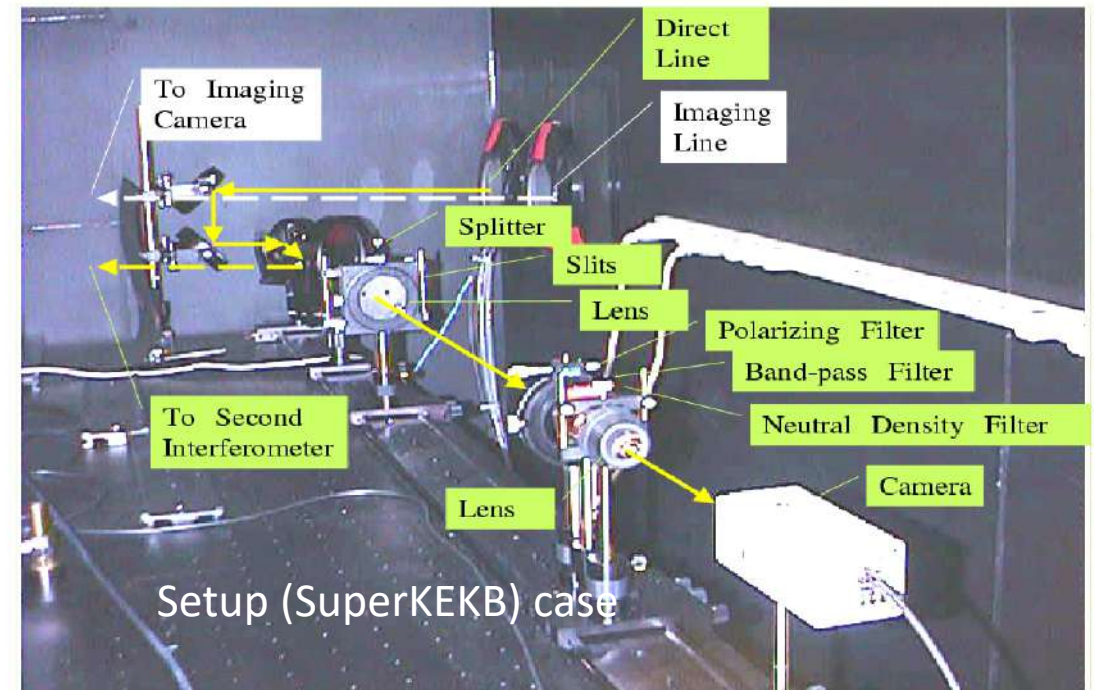 Direct
Line
To Imaging
Camera
Imaging
Line
Splitter
Slits
Lens
Polarizing Filter
Band-pass Filter
Neutral Density Filter
To Second
Interferometer
Camera
Lens
Setup (SuperKEKB) case